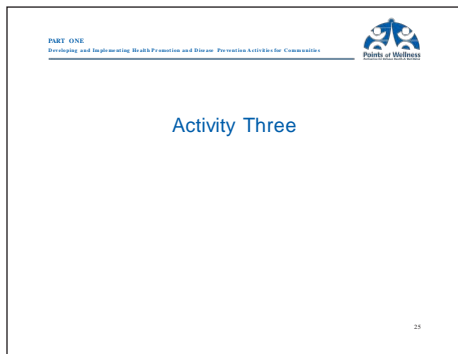 PART ONE
Developing and Implementing Health Promotion and Disease Prevention Activities for Communities
Points of Wellness
Activity Three
25